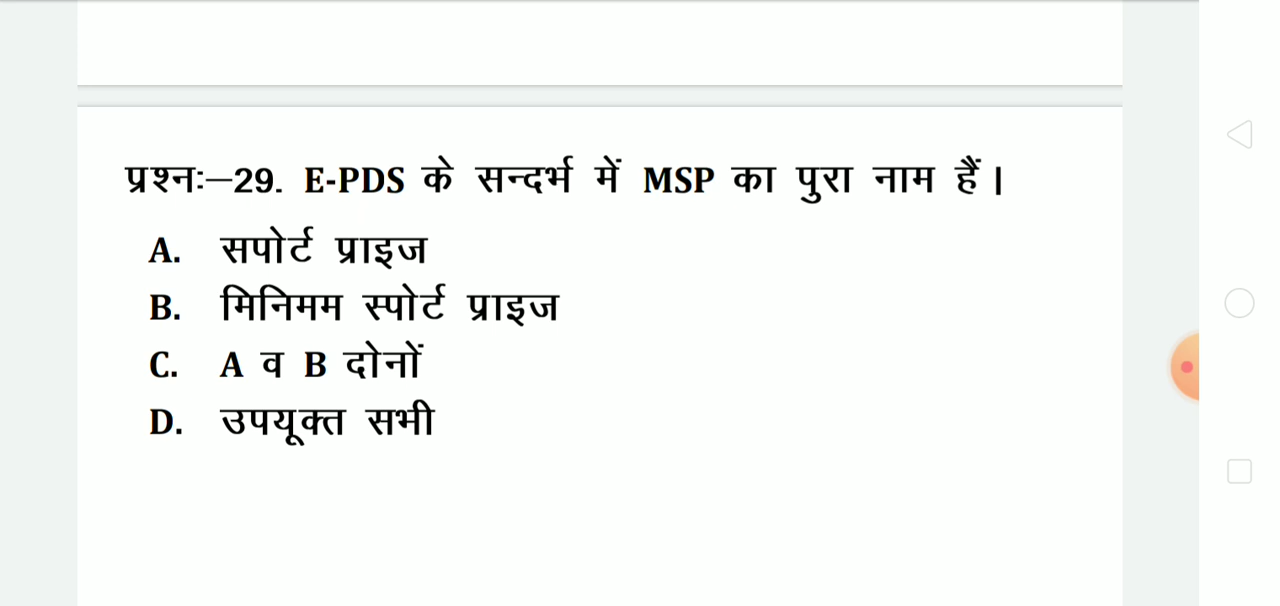 प्रश्नः–29. E-PDS के सन्दर्भ में MSP का पुरा नाम हैं।
A. सपोर्ट प्राइज
B. मिनिमम स्पोर्ट प्राइज
C. A व B दोनों
D. उपयूक्त सभी